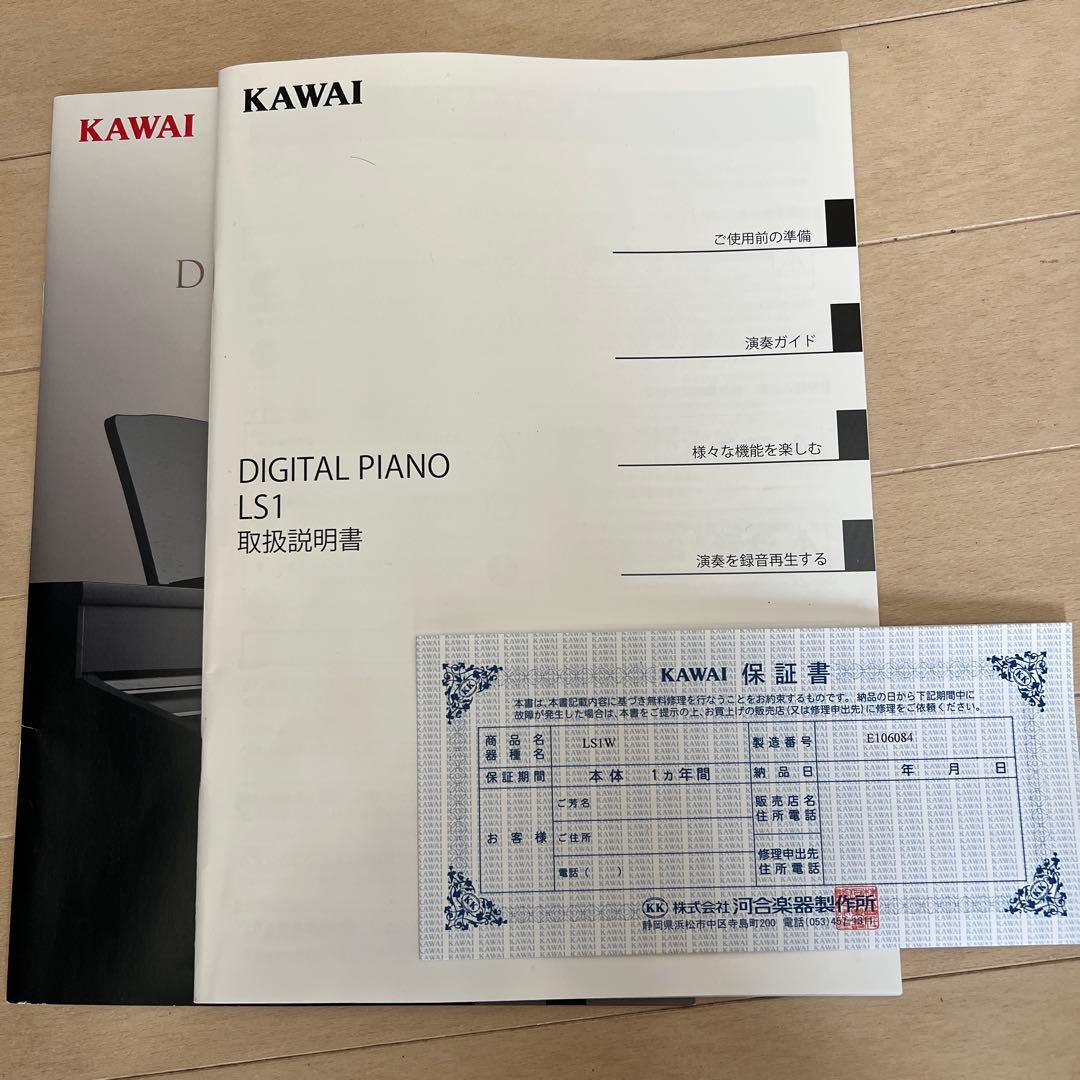 KAWAI
D
KAWAI
ご使用前の準備
演奏ガイド
様々な機能を楽しむ
演奏を録音再生する
DIGITAL PIANO
LS1
取扱説明書
KAWAI 保証書
本書は、本書記載内容に基づき無料修理を行なうことをお約束するものです。納品の日から下記期間中に
故障が発生した場合は、本書をご提示の上、お買上げの販売店(又は修理申出先)に修理をご依頼ください。
商品名
器種名
LS1W
製造番号
E106084
保証期間
本体 1ヵ年間
納品日
年 月 日
お客様
ご芳名
ご住所
電話( )
販売店名
住所電話
修理申出先
住所電話
KK 株式会社 河合楽器製作所
静岡県浜松市中区寺島町200 電話(053)457-1311